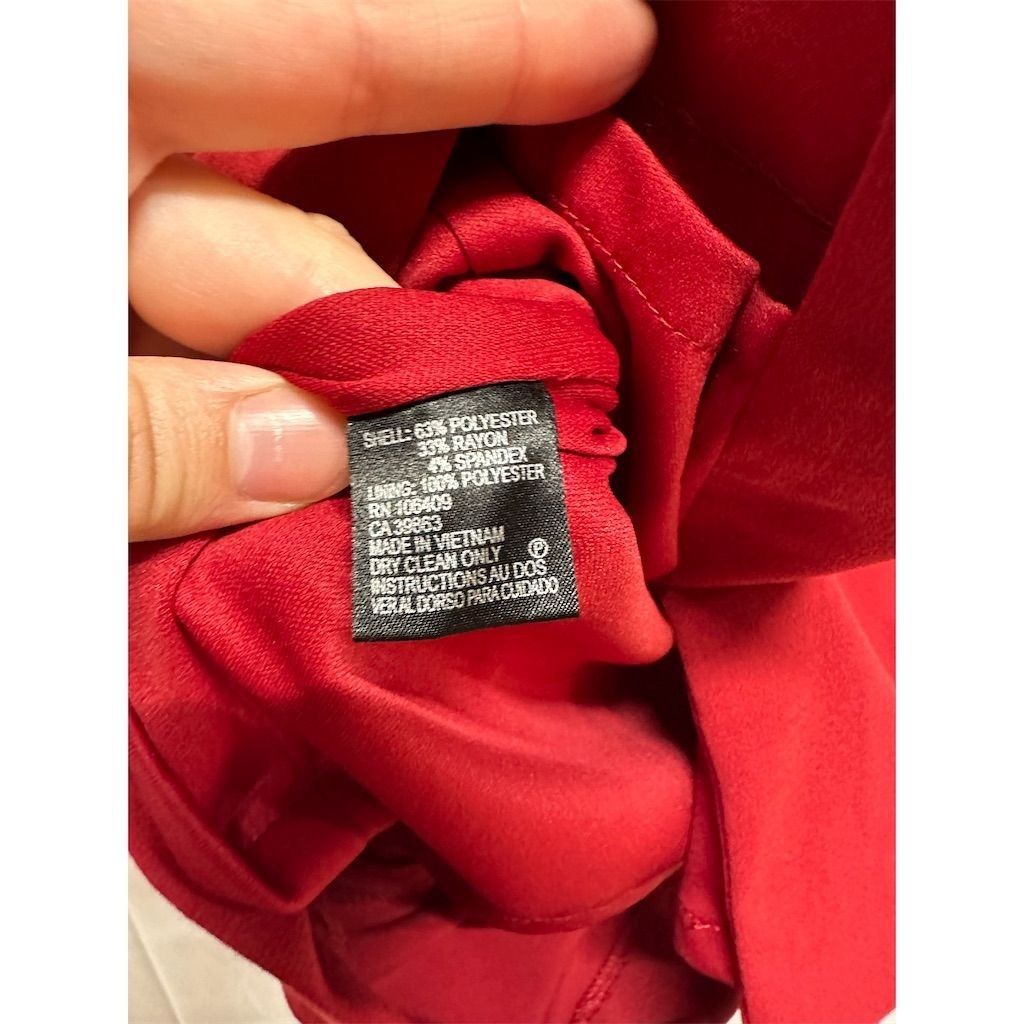 SHELL: 63% POLYESTER
33% RAYON
4% SPANDEX
LINING: 100% POLYESTER
RN 106409
CA 39863
MADE IN VIETNAM
DRY CLEAN ONLY Ⓟ
INSTRUCTIONS AU DOS
VER AL DORSO PARA CUIDADO